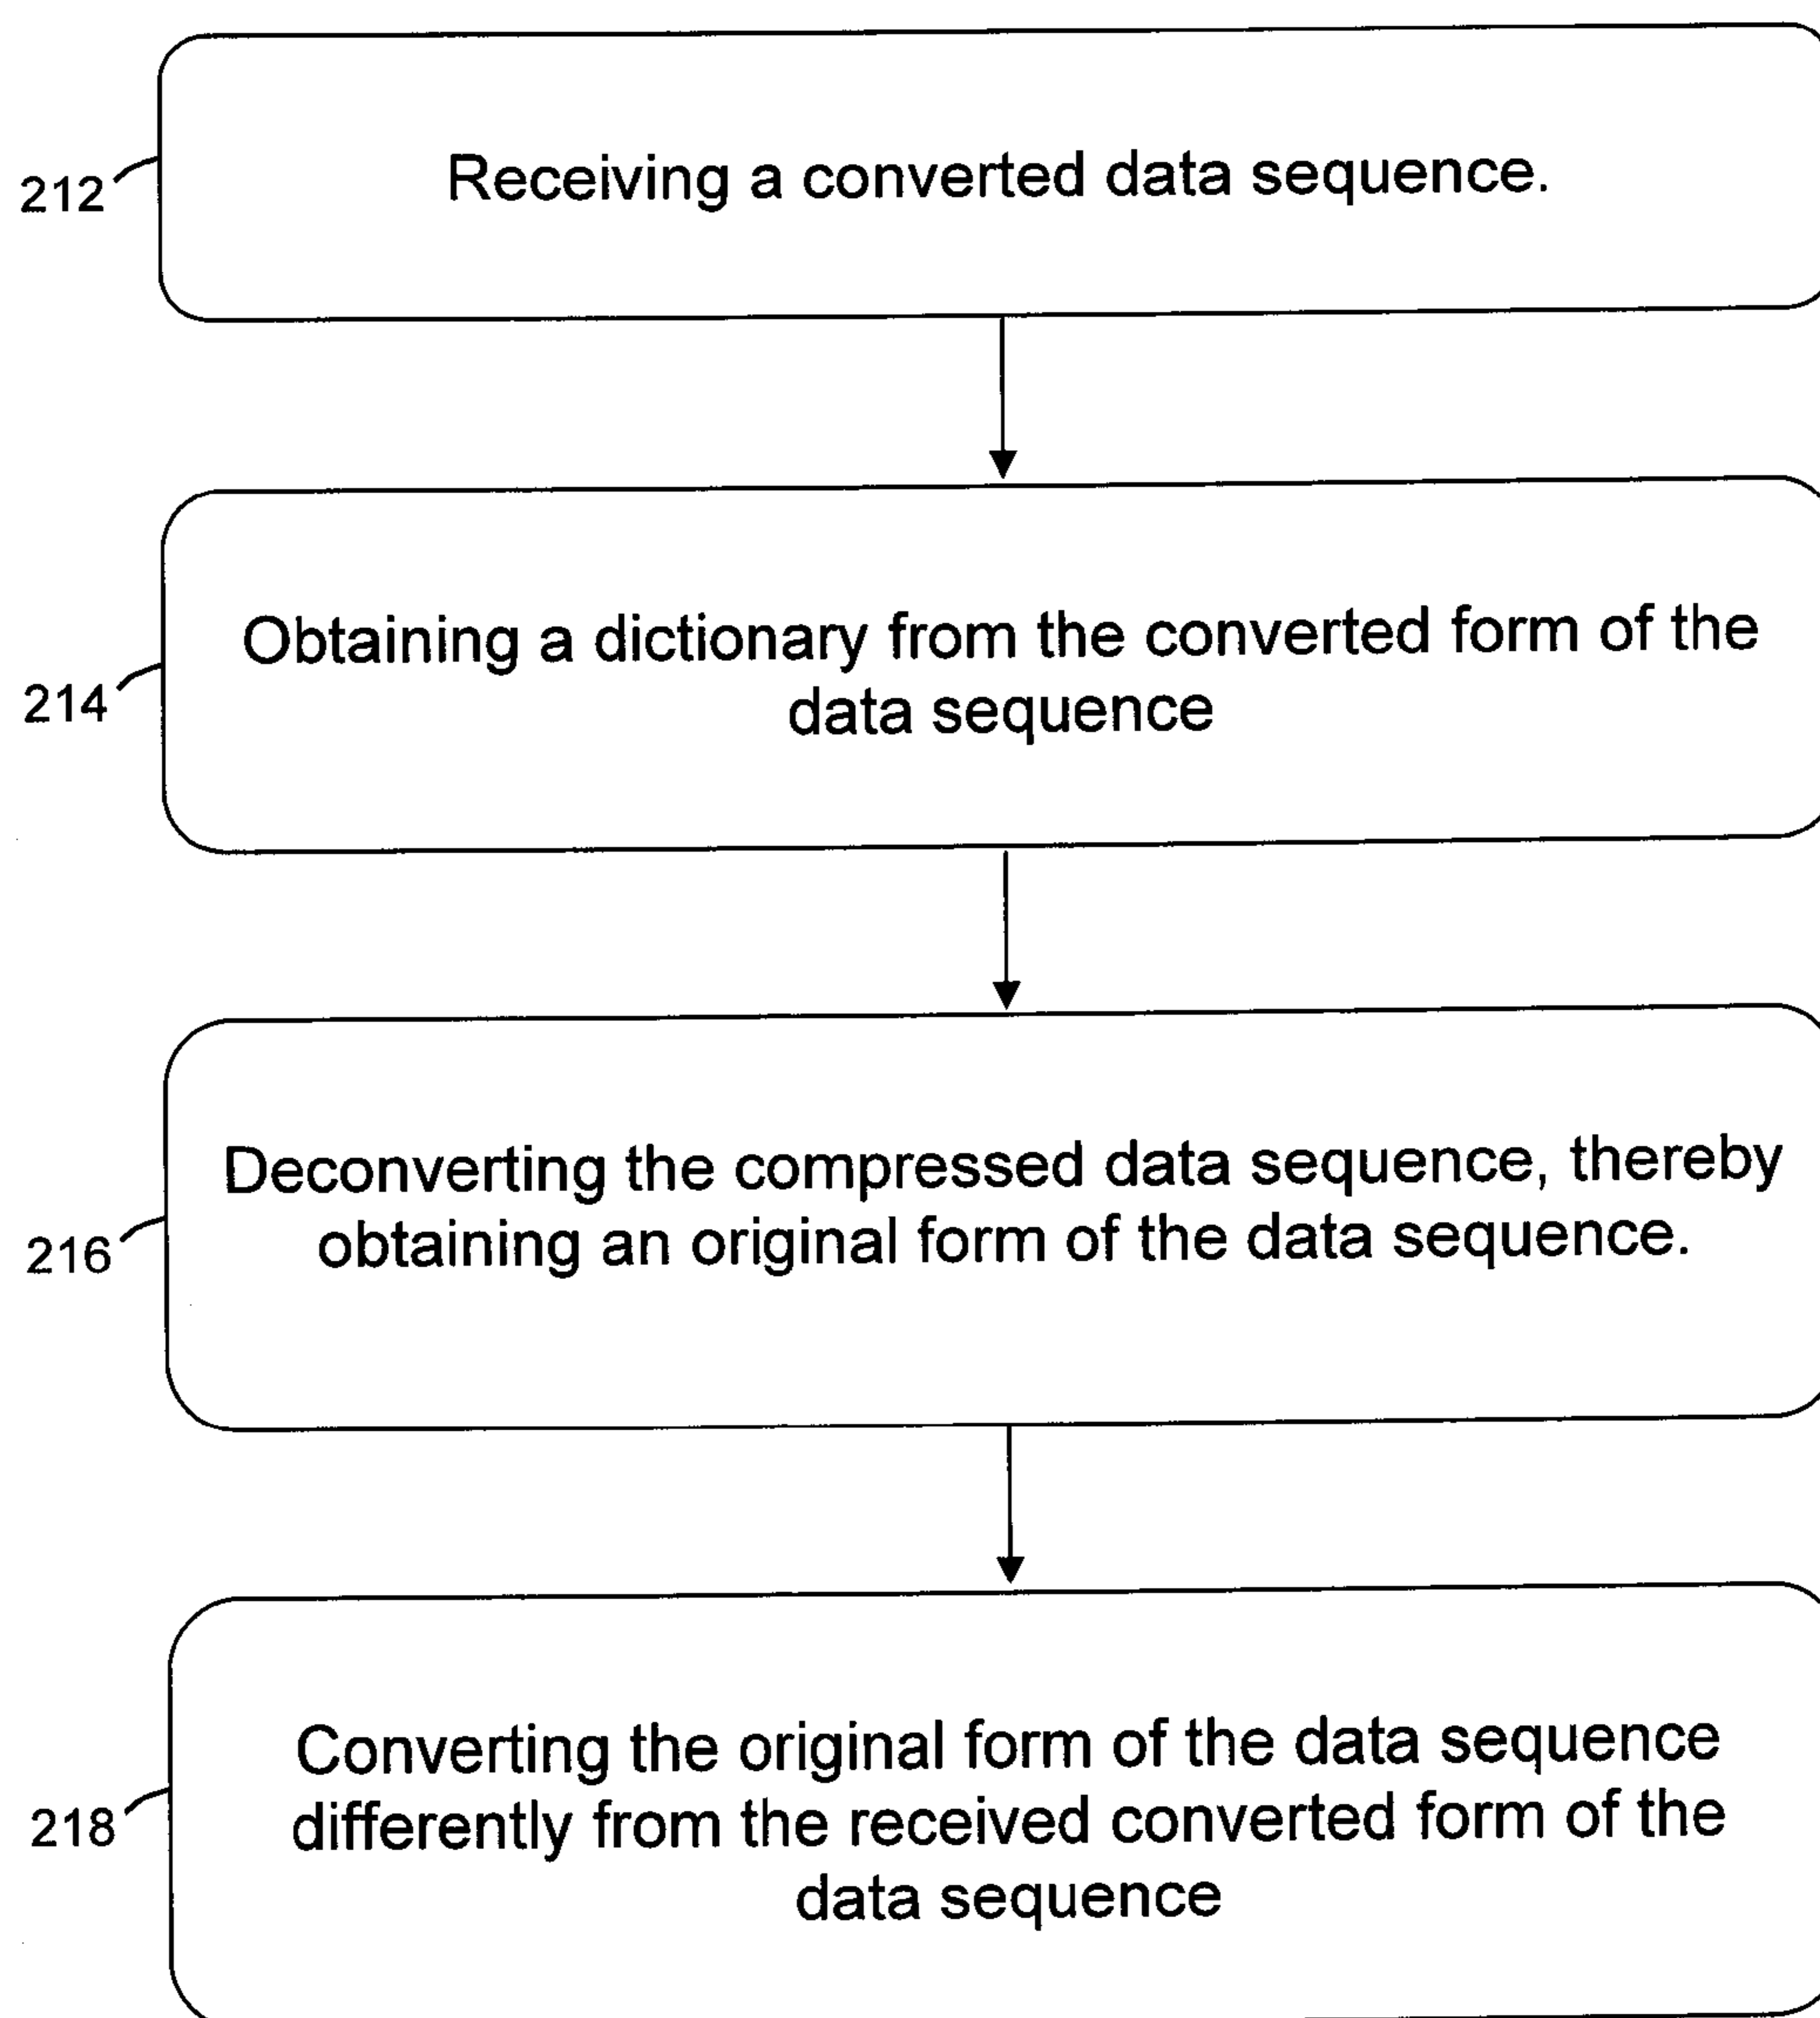 212
Receiving a converted data sequence.
214
Obtaining a dictionary from the converted form of the
data sequence
216
Deconverting the compressed data sequence, thereby
obtaining an original form of the data sequence.
218
Converting the original form of the data sequence
differently from the received converted form of the
data sequence